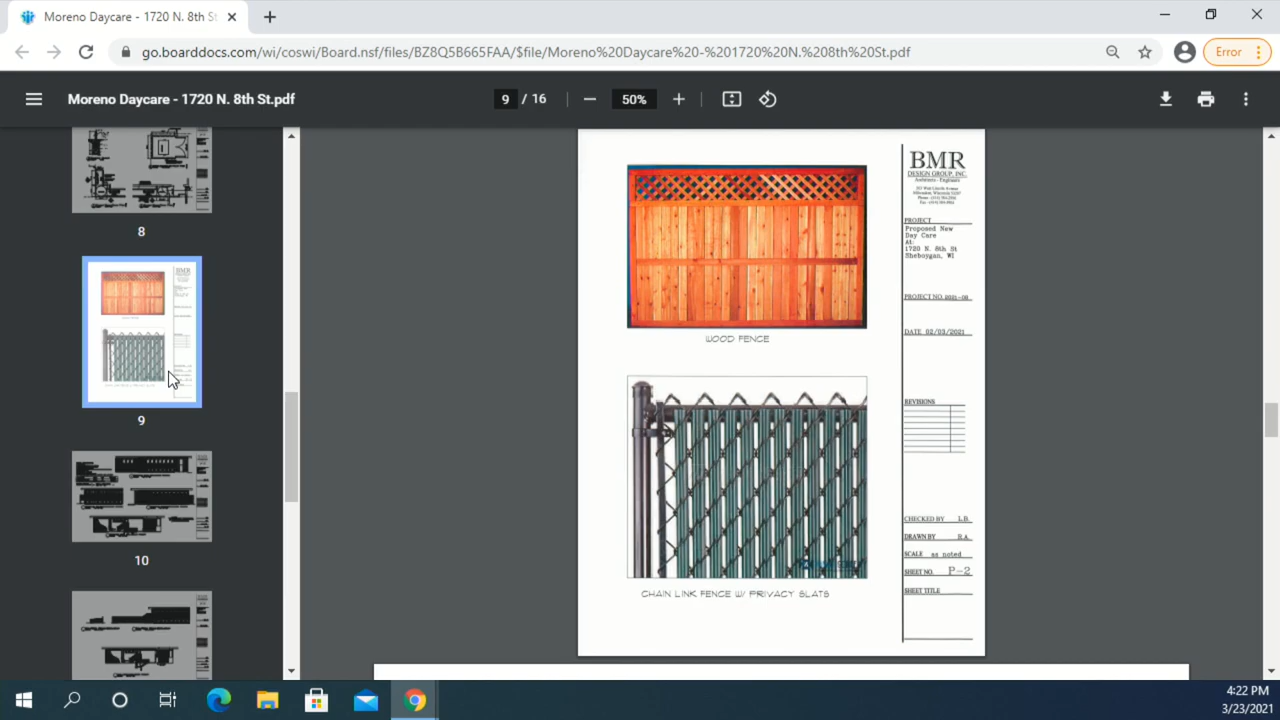 Moreno Daycare - 1720 N. 8th St
go.boarddocs.com/wi/coswi/Board.nsf/files/BZ8Q5B665FAA/$file/Moreno%20Daycare%20-%201720%20N.%208th%20St.pdf
Error
Moreno Daycare - 1720 N. 8th St.pdf
9 / 16
50%
8
9
10
WOOD FENCE
CHAIN LINK FENCE W/ PRIVACY SLATS
BMR
DESIGN GROUP, INC.
Architects - Engineers
PROJECT
Proposed New
Day Care
At:
1720 N. 8th St
Sheboygan, WI
PROJECT NO. 2021-02
DATE 02/03/2021
REVISIONS
CHECKED BY L.B.
DRAWN BY R.A.
SCALE as noted
SHEET NO. P-2
SHEET TITLE
4:22 PM
3/23/2021